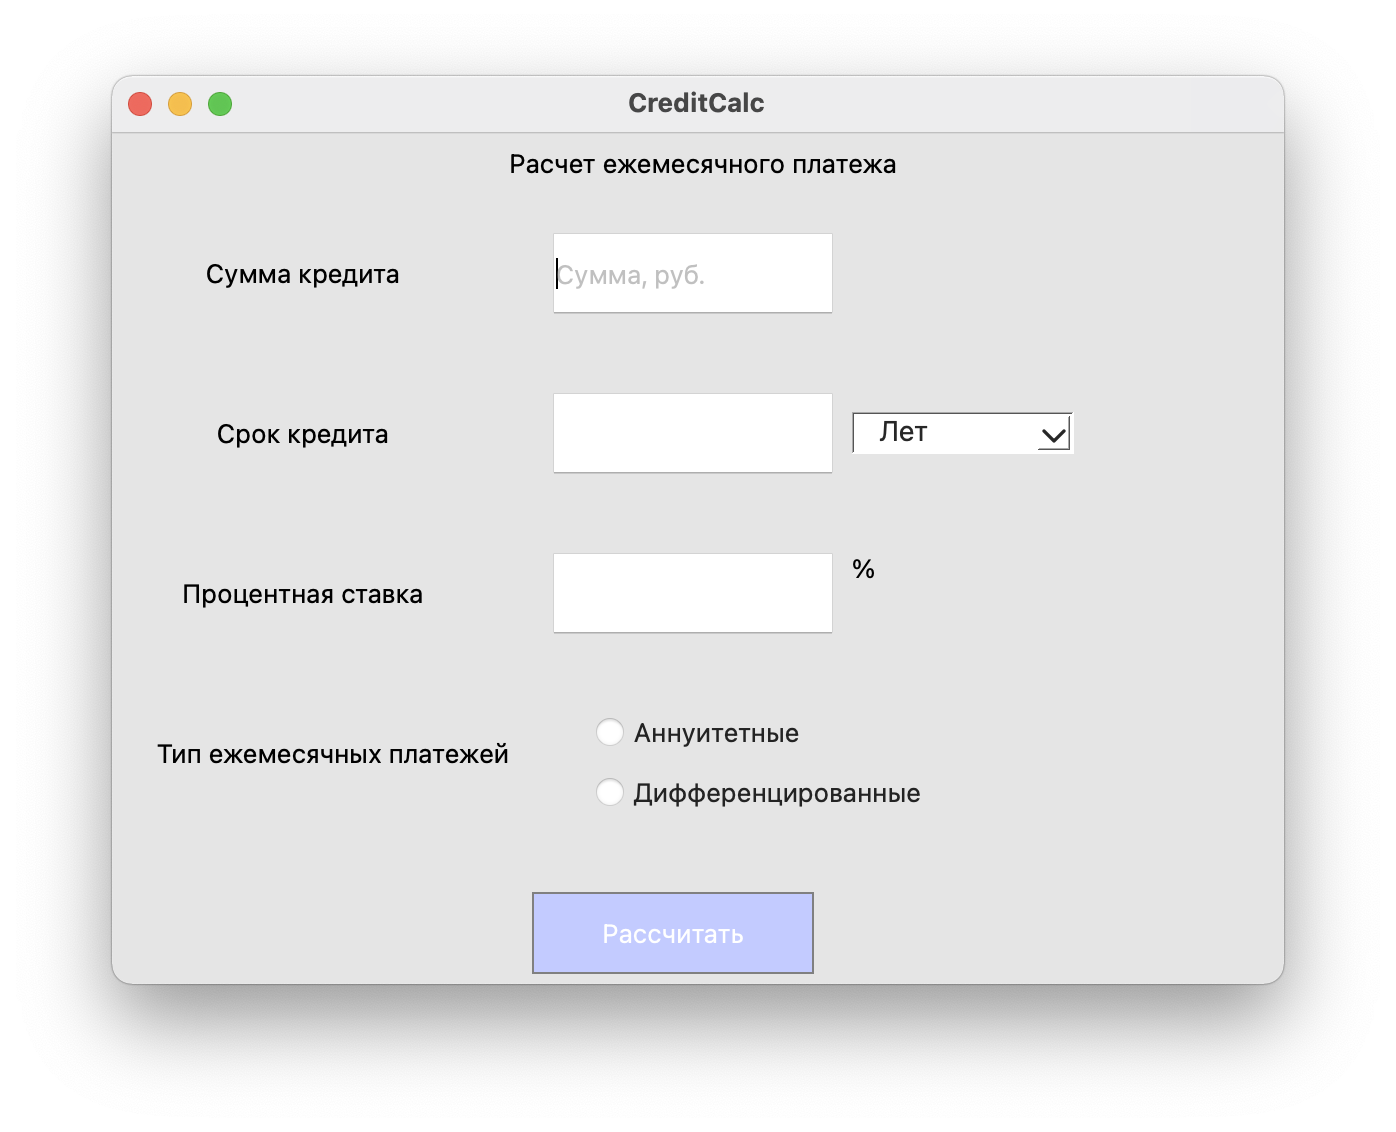 CreditCalc
Расчет ежемесячного платежа
Сумма кредита
Сумма, руб.
Срок кредита
Лет
Процентная ставка
%
Тип ежемесячных платежей
Аннуитетные
Дифференцированные
Рассчитать